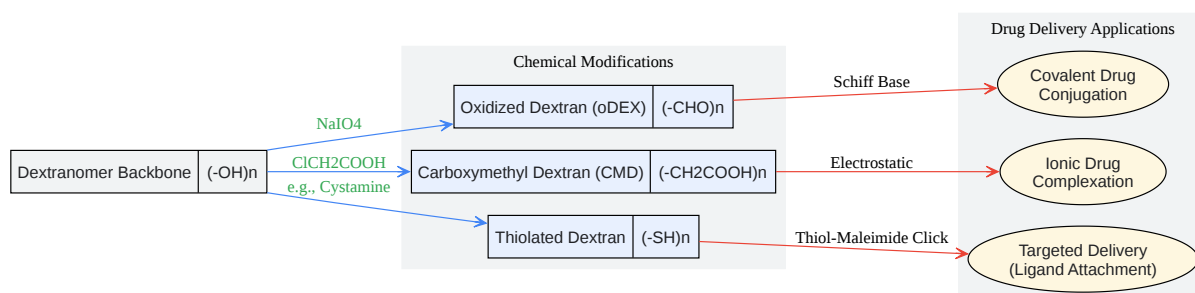 Drug Delivery Applications
Chemical Modifications
Covalent Drug
Conjugation
Schiff Base
Oxidized Dextran (oDEX) (-CHO)n
NaIO4
ClCH2COOH
Dextranomer Backbone (-OH)n
e.g., Cystamine
Carboxymethyl Dextran (CMD) (-CH2COOH)n
Electrostatic
Ionic Drug
Complexation
Thiolated Dextran (-SH)n
Thiol-Maleimide Click
Targeted Delivery
(Ligand Attachment)